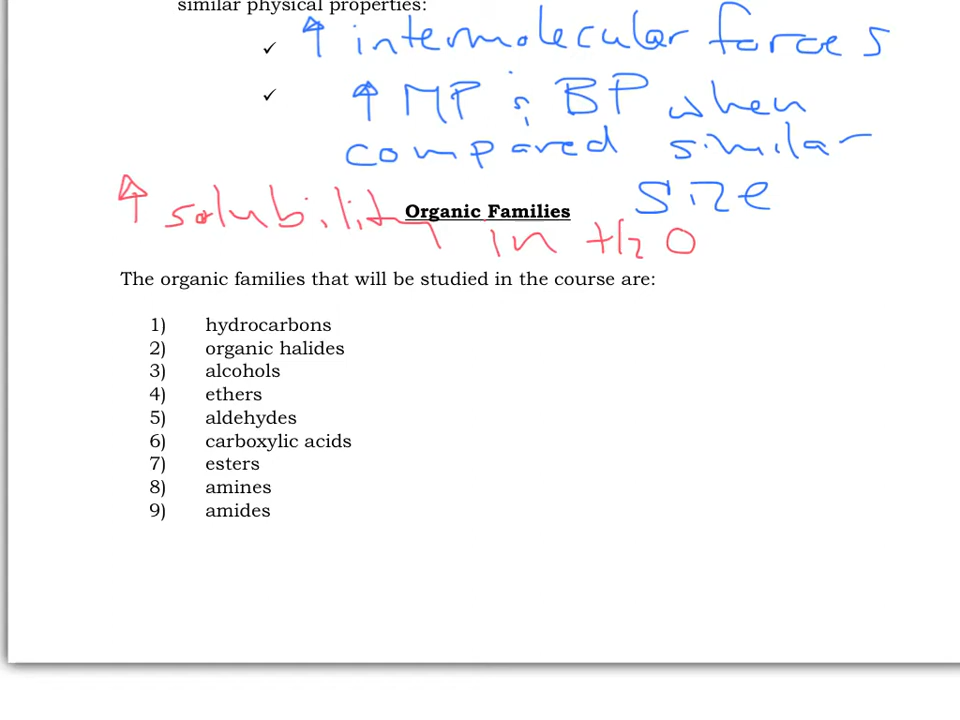 similar physical properties:
✓ ↑ intermolecular forces
✓ ↑ MP & BP when
compared similar
size
↑ solubility in H2O
Organic Families
The organic families that will be studied in the course are:
1) hydrocarbons
2) organic halides
3) alcohols
4) ethers
5) aldehydes
6) carboxylic acids
7) esters
8) amines
9) amides